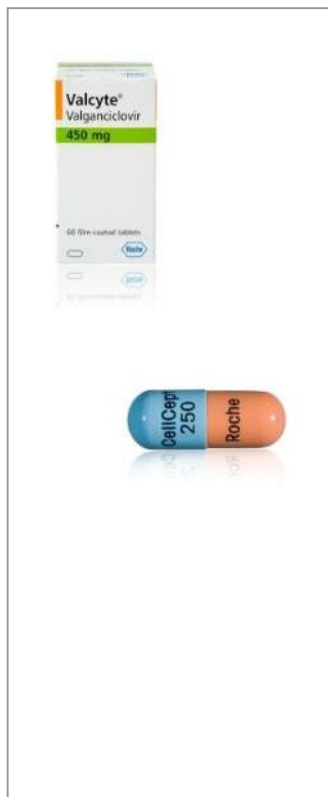 Valcyte®
Valganciclovir
450 mg
60 film-coated tablets
Roche
CellCept
250
Roche